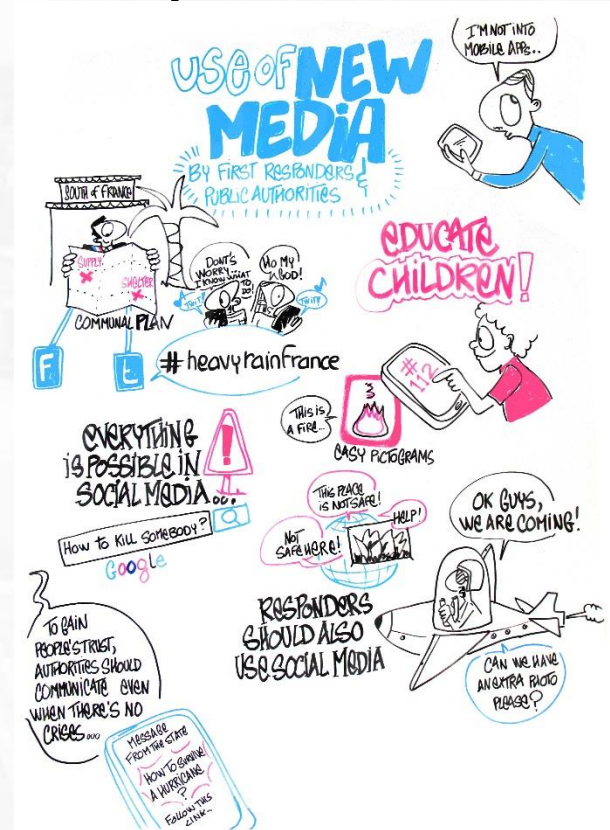 I'M NOT INTO
MOBILE APPS..
USE OF NEW
MEDIA
BY FIRST RESPONDERS &
PUBLIC AUTHORITIES
SOUTH OF FRANCE
SUPPLY
SHELTER
COMMUNAL PLAN
DONT'S
WORRY
I KNOW WHAT
TO DO!
HO MY
GOD!
TWIT!
TWIT!
F
t
#heavyrainfrance
EDUCATE
CHILDREN!
#112
THIS IS
A FIRE...
EASY PICTOGRAMS
EVERYTHING
IS POSSIBLE IN
SOCIAL MEDIA...
!
HOW TO KILL SOMEBODY?
Google
THIS PLACE
IS NOT SAFE!
HELP!
NOT
SAFE HERE!
OK GUYS,
WE ARE COMING!
RESPONDERS
SHOULD ALSO
USE SOCIAL MEDIA
CAN WE HAVE
AN EXTRA PHOTO
PLEASE?
TO GAIN
PEOPLE'S TRUST,
AUTHORITIES SHOULD
COMMUNICATE EVEN
WHEN THERE'S NO
CRISES...
MESSAGE
FROM THE STATE
HOW TO SURVIVE
A HURRICANE
?
FOLLOW THIS
LINK...